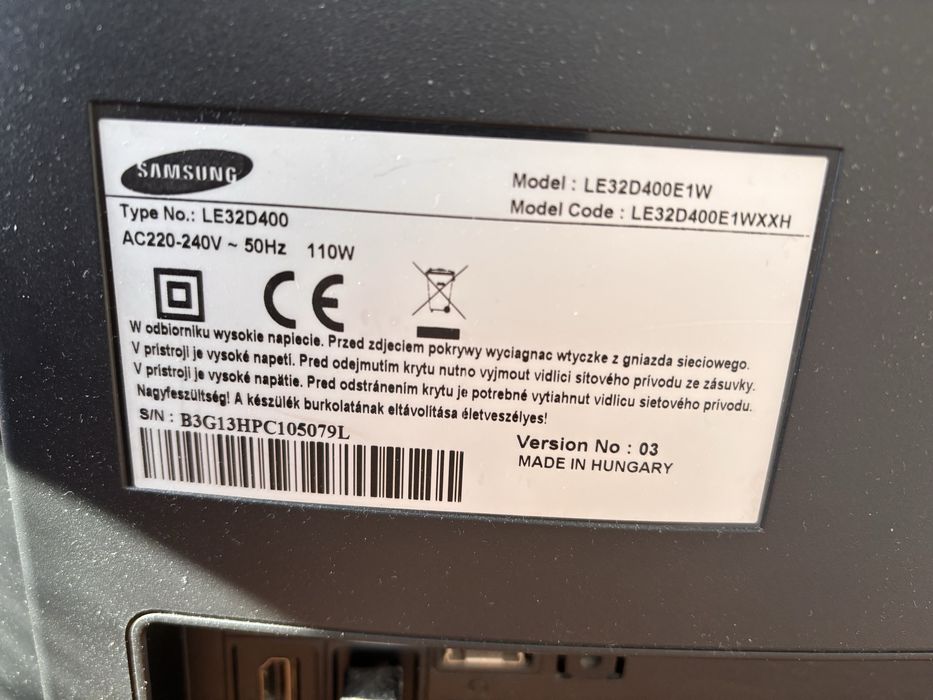 SAMSUNG
Model : LE32D400E1W
Model Code : LE32D400E1WXXH
Type No.: LE32D400
AC220-240V ~ 50Hz 110W
CE
W odbiorniku wysokie napiecie. Przed zdjeciem pokrywy wyciagnac wtyczke z gniazda sieciowego.
V prístroji je vysoké napetí. Pred odejmutím krytu nutno vyjmout vidlici sítového prívodu ze zásuvky.
V prístroji je vysoké napätie. Pred odstránením krytu je potrebné vytiahnut vidlicu sietového prívodu.
Nagyfeszültség! A készülék burkolatának eltávolítása életveszélyes!
S/N : B3G13HPC105079L
Version No : 03
MADE IN HUNGARY